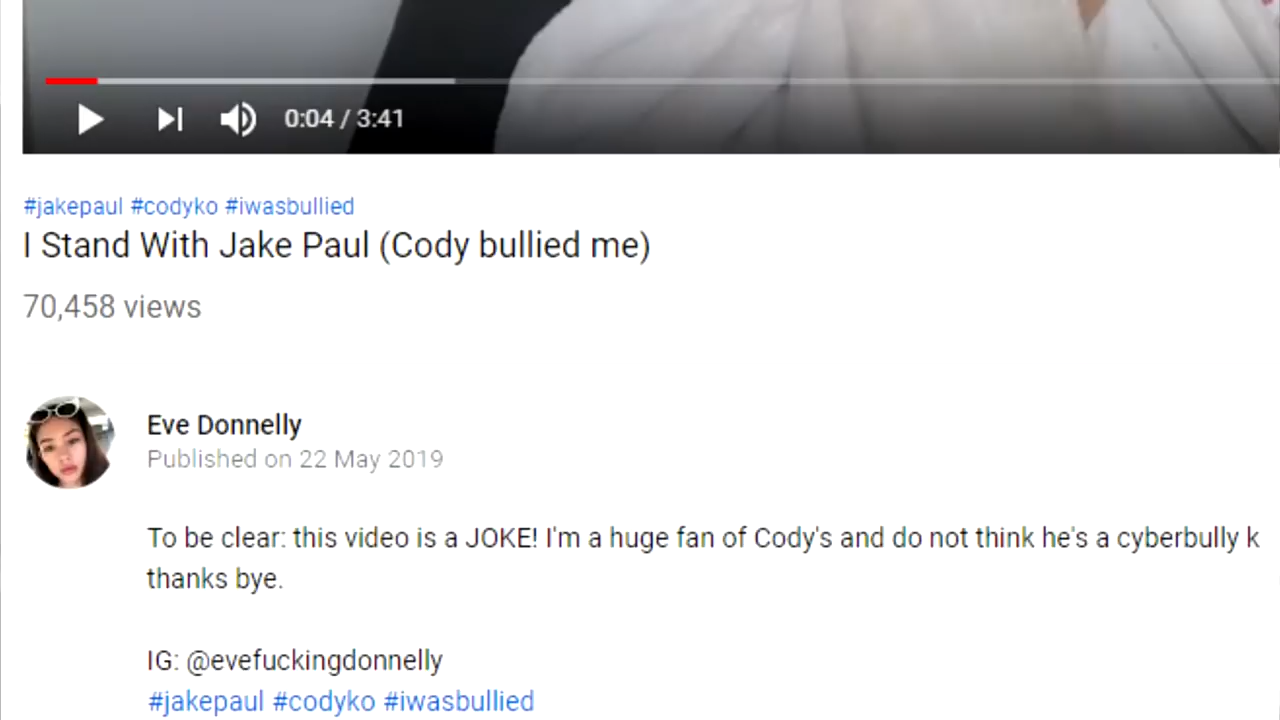 0:04 / 3:41
#jakepaul #codyko #iwasbullied
I Stand With Jake Paul (Cody bullied me)
70,458 views
Eve Donnelly
Published on 22 May 2019
To be clear: this video is a JOKE! I'm a huge fan of Cody's and do not think he's a cyberbully k
thanks bye.
IG: @evefuckingdonnelly
#jakepaul #codyko #iwasbullied